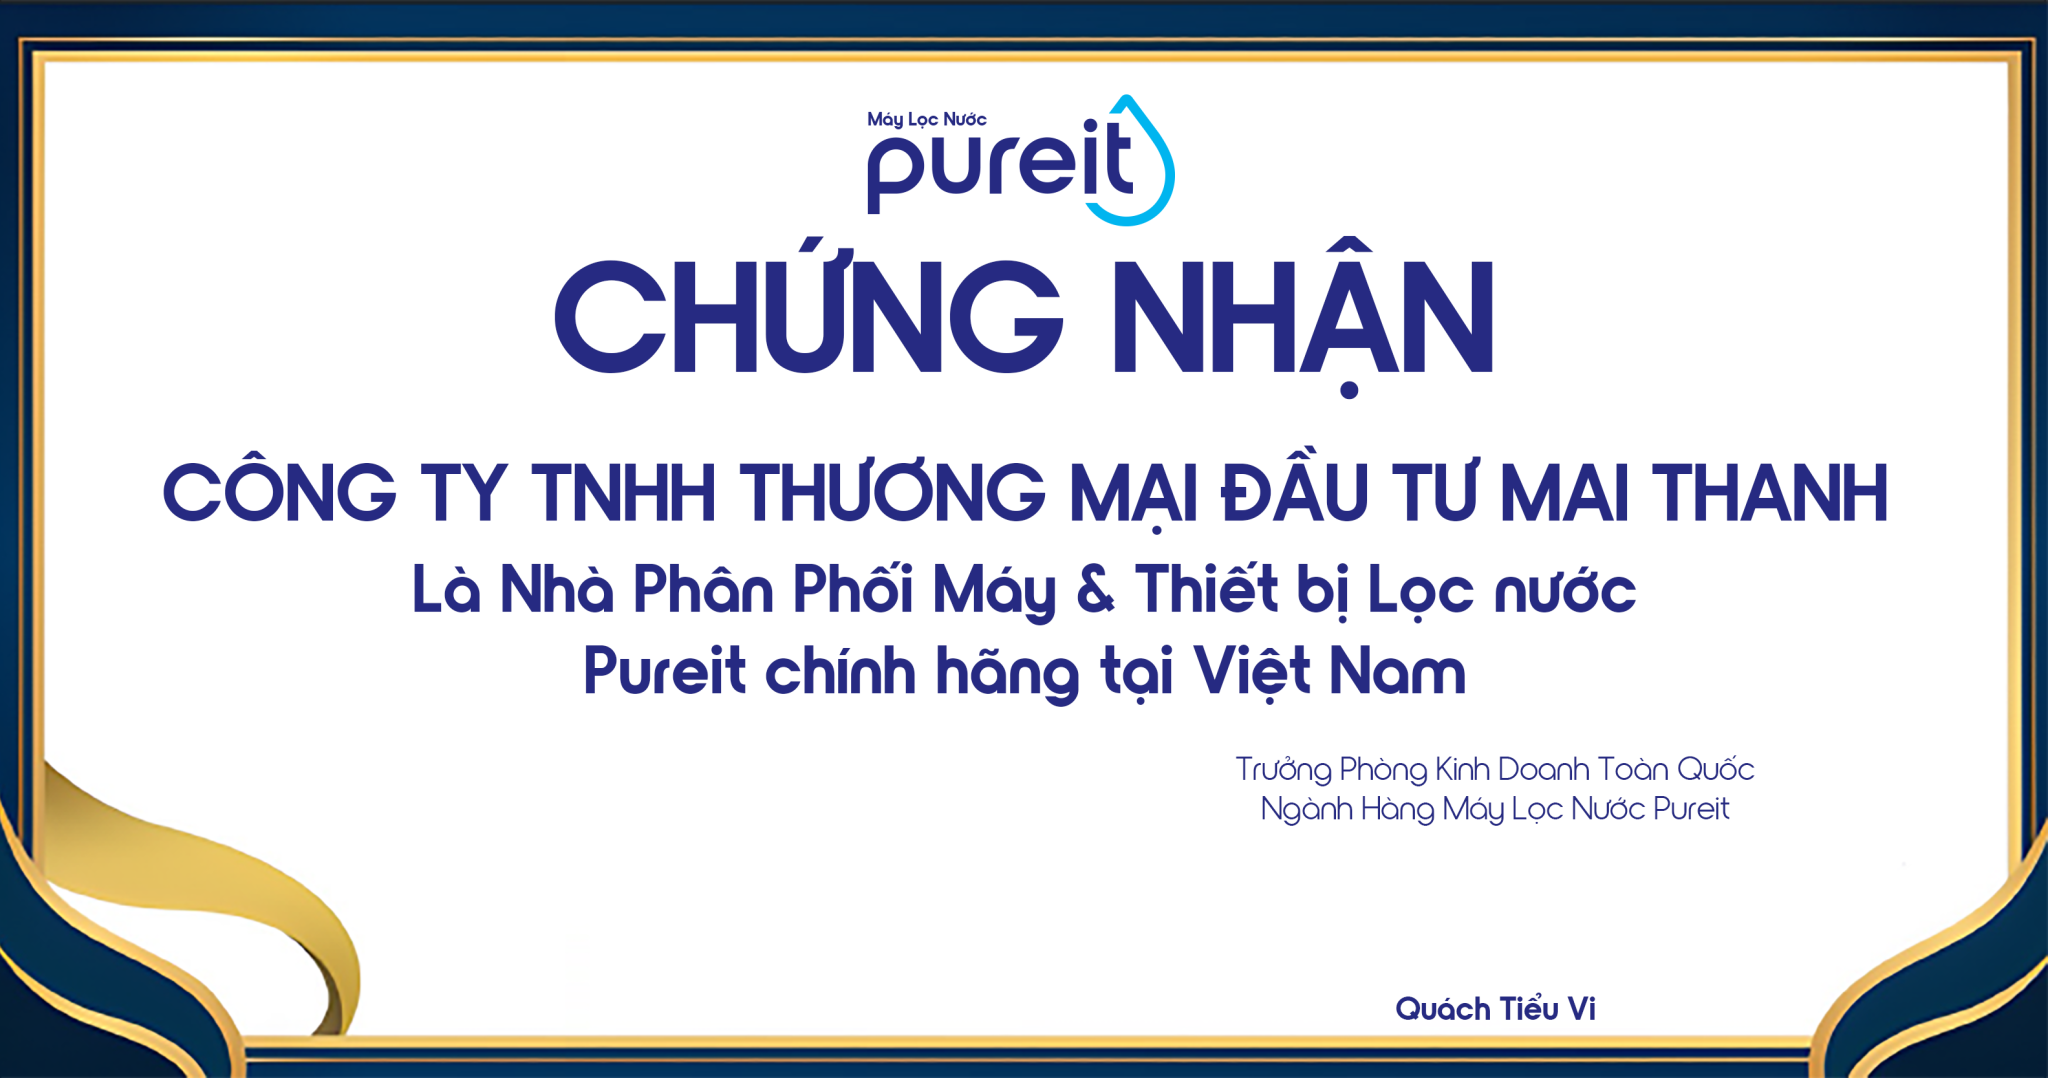 Máy Lọc Nước
pureit
CHỨNG NHẬN
CÔNG TY TNHH THƯƠNG MẠI ĐẦU TƯ MAI THANH
Là Nhà Phân Phối Máy & Thiết bị Lọc nước
Pureit chính hãng tại Việt Nam
Trưởng Phòng Kinh Doanh Toàn Quốc
Ngành Hàng Máy Lọc Nước Pureit
Quách Tiểu Vi